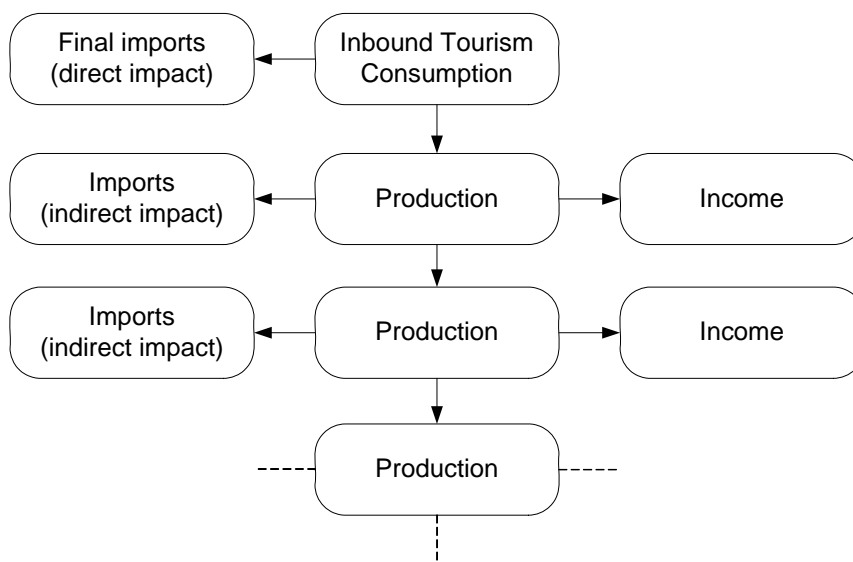 Final imports
(direct impact)
Inbound Tourism
Consumption
Imports
(indirect impact)
Production
Income
Imports
(indirect impact)
Production
Income
Production